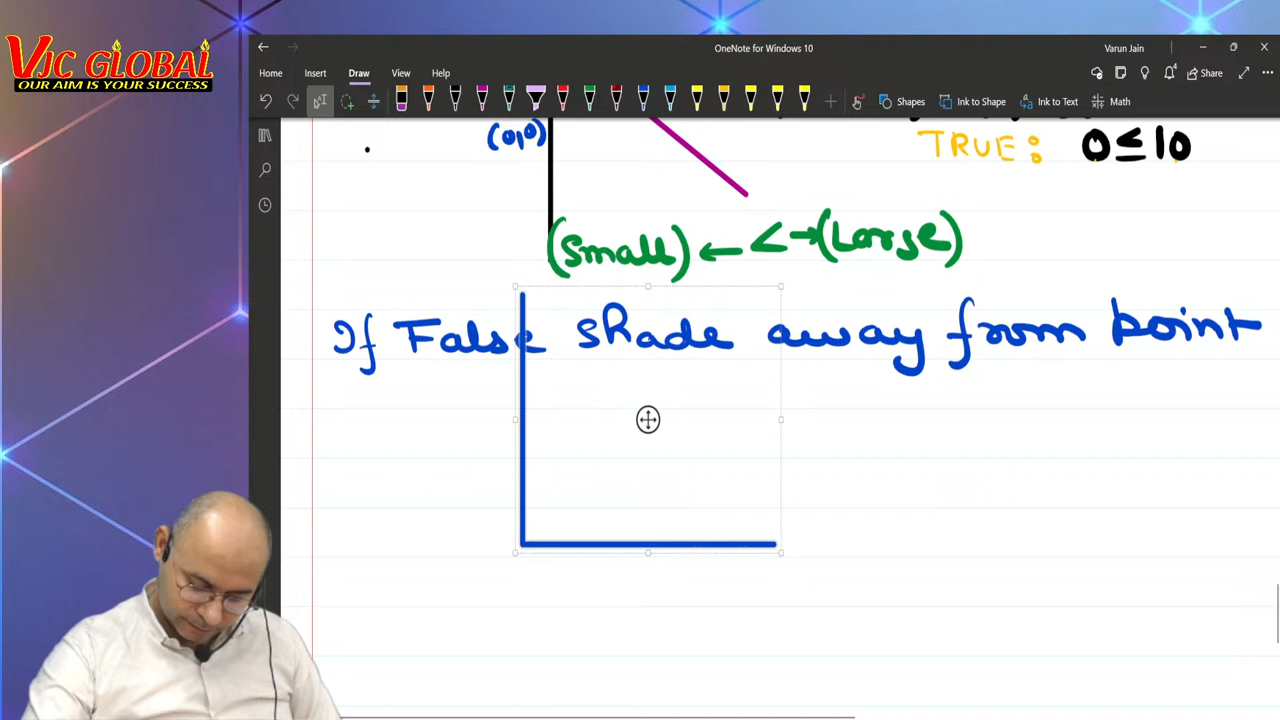 VJC GLOBAL
OUR AIM IS YOUR SUCCESS
OneNote for Windows 10
Varun Jain
Home Insert Draw View Help
Share
Shapes Ink to Shape Ink to Text Math
(0,0)
TRUE: 0≤10
(Small) ← < → (Large)
If False shade away from point